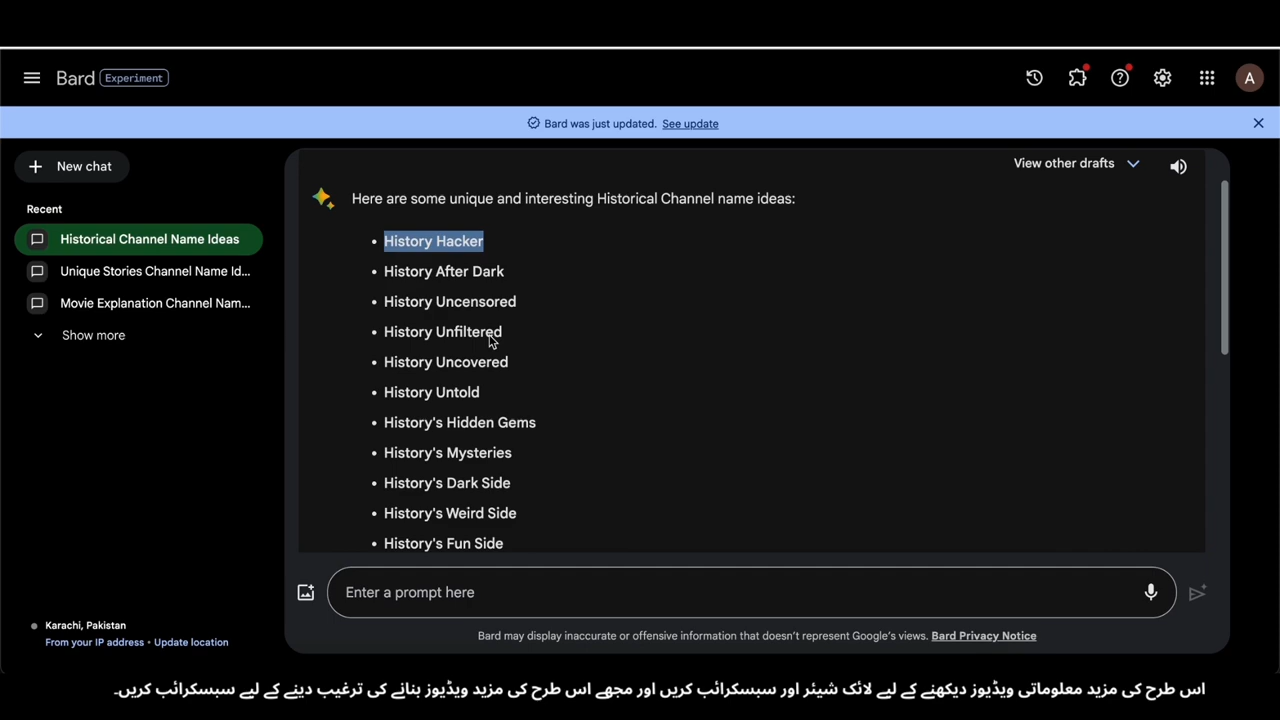 Bard Experiment
A
Bard was just updated. See update
New chat
Recent
Historical Channel Name Ideas
Unique Stories Channel Name Id...
Movie Explanation Channel Nam...
Show more
Karachi, Pakistan
From your IP address • Update location
View other drafts
Here are some unique and interesting Historical Channel name ideas:
• History Hacker
• History After Dark
• History Uncensored
• History Unfiltered
• History Uncovered
• History Untold
• History's Hidden Gems
• History's Mysteries
• History's Dark Side
• History's Weird Side
• History's Fun Side
Enter a prompt here
Bard may display inaccurate or offensive information that doesn't represent Google's views. Bard Privacy Notice
اس طرح کی مزید معلوماتی ویڈیوز دیکھنے کے لیے لائک شیئر اور سبسکرائب کریں اور مجھے اس طرح کی مزید ویڈیوز بنانے کی ترغیب دینے کے لیے سبسکرائب کریں۔